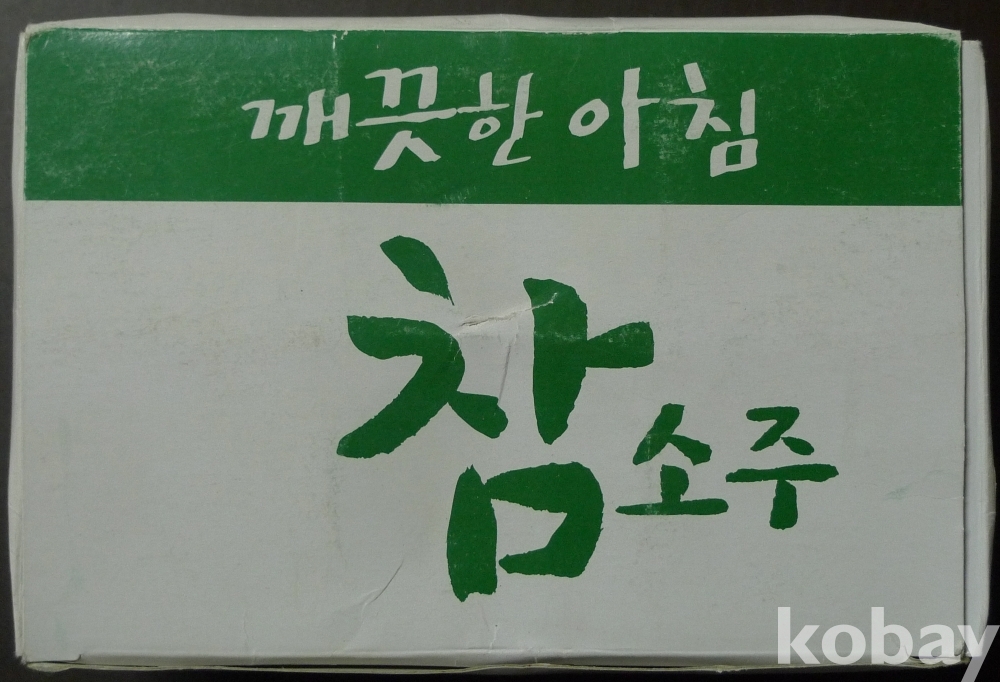 깨끗한 아침
참 소주
kobay